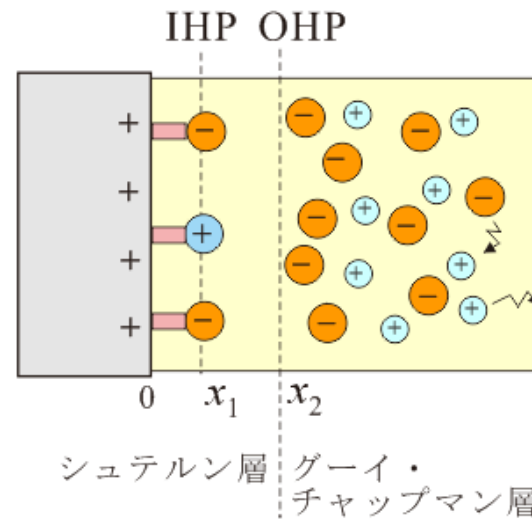 IHP OHP
+ − − + − +
−
+ + −
+ − + −
+ − + +
− +
+ − − +
0 x₁ x₂
シュテルン層 グーイ・
チャップマン層